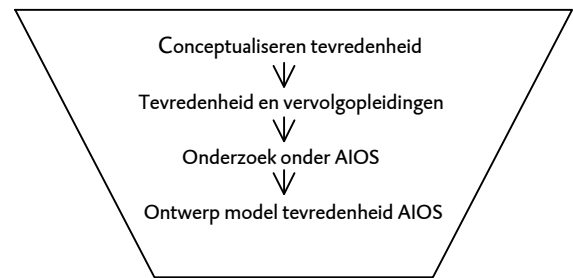 Conceptualiseren tevredenheid
Tevredenheid en vervolgopleidingen
Onderzoek onder AIOS
Ontwerp model tevredenheid AIOS